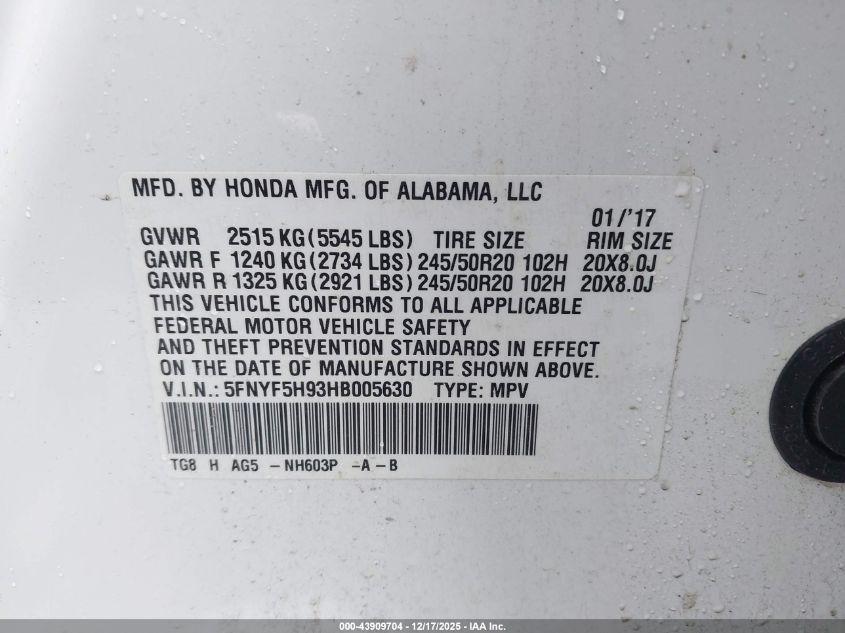 MFD. BY HONDA MFG. OF ALABAMA, LLC
01/'17
GVWR 2515 KG (5545 LBS) TIRE SIZE RIM SIZE
GAWR F 1240 KG (2734 LBS) 245/50R20 102H 20X8.0J
GAWR R 1325 KG (2921 LBS) 245/50R20 102H 20X8.0J
THIS VEHICLE CONFORMS TO ALL APPLICABLE
FEDERAL MOTOR VEHICLE SAFETY
AND THEFT PREVENTION STANDARDS IN EFFECT
ON THE DATE OF MANUFACTURE SHOWN ABOVE.
V.I.N.: 5FNYF5H93HB005630 TYPE: MPV
TG8 H AG5 - NH603P - A - B
000-43909704 - 12/17/2025 - IAA Inc.